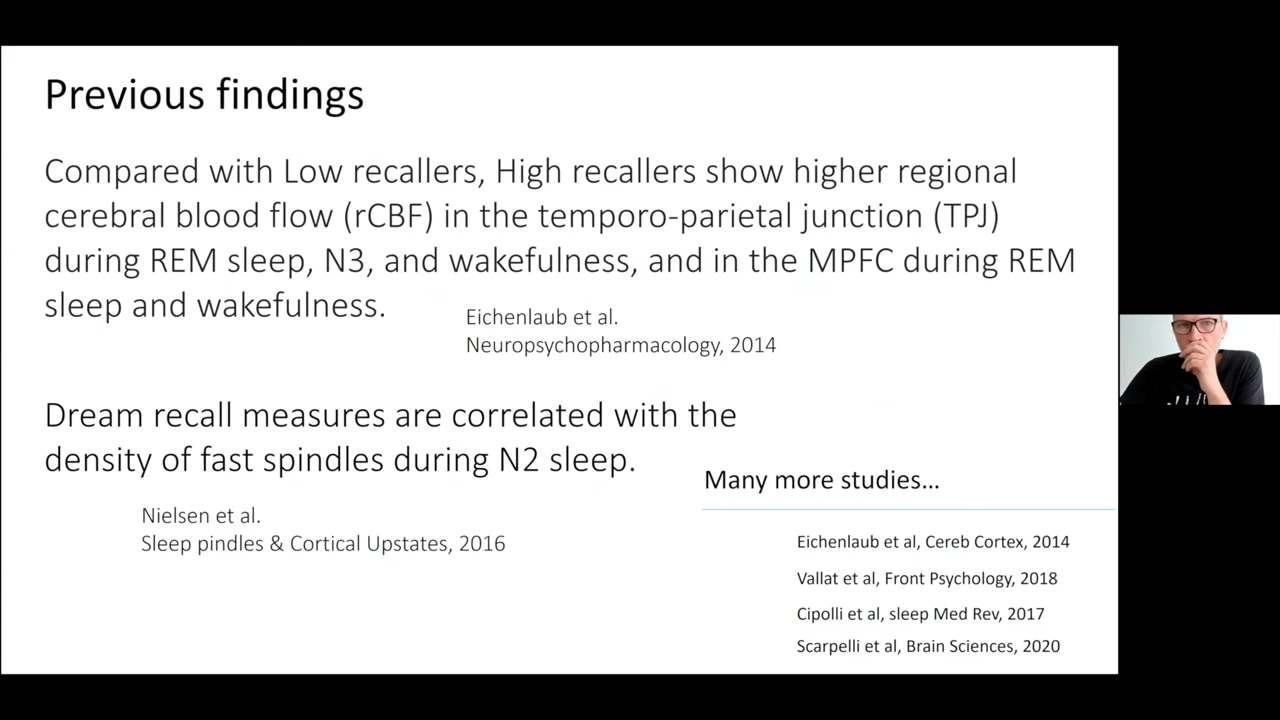 Previous findings
Compared with Low recallers, High recallers show higher regional
cerebral blood flow (rCBF) in the temporo-parietal junction (TPJ)
during REM sleep, N3, and wakefulness, and in the MPFC during REM
sleep and wakefulness.
Eichenlaub et al.
Neuropsychopharmacology, 2014
Dream recall measures are correlated with the
density of fast spindles during N2 sleep.
Nielsen et al.
Sleep pindles & Cortical Upstates, 2016
Many more studies…
Eichenlaub et al, Cereb Cortex, 2014
Vallat et al, Front Psychology, 2018
Cipolli et al, sleep Med Rev, 2017
Scarpelli et al, Brain Sciences, 2020